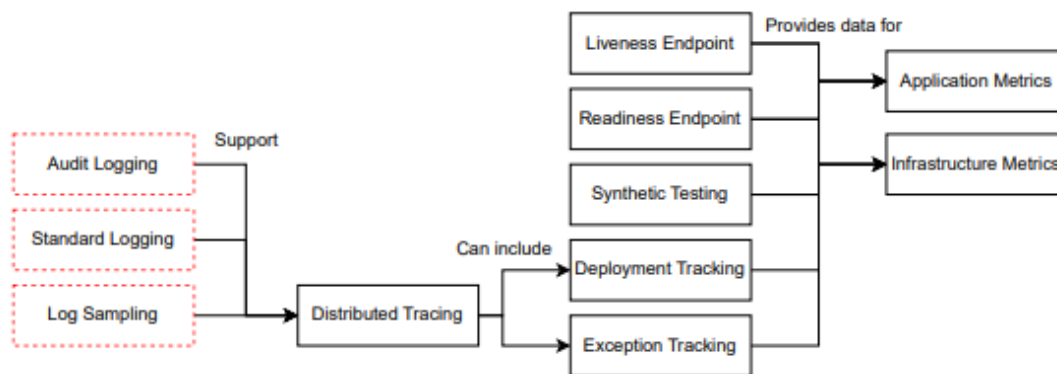 Liveness Endpoint
Provides data for
Application Metrics
Readiness Endpoint
Support
Audit Logging
Infrastructure Metrics
Synthetic Testing
Standard Logging
Can include
Deployment Tracking
Log Sampling
Distributed Tracing
Exception Tracking